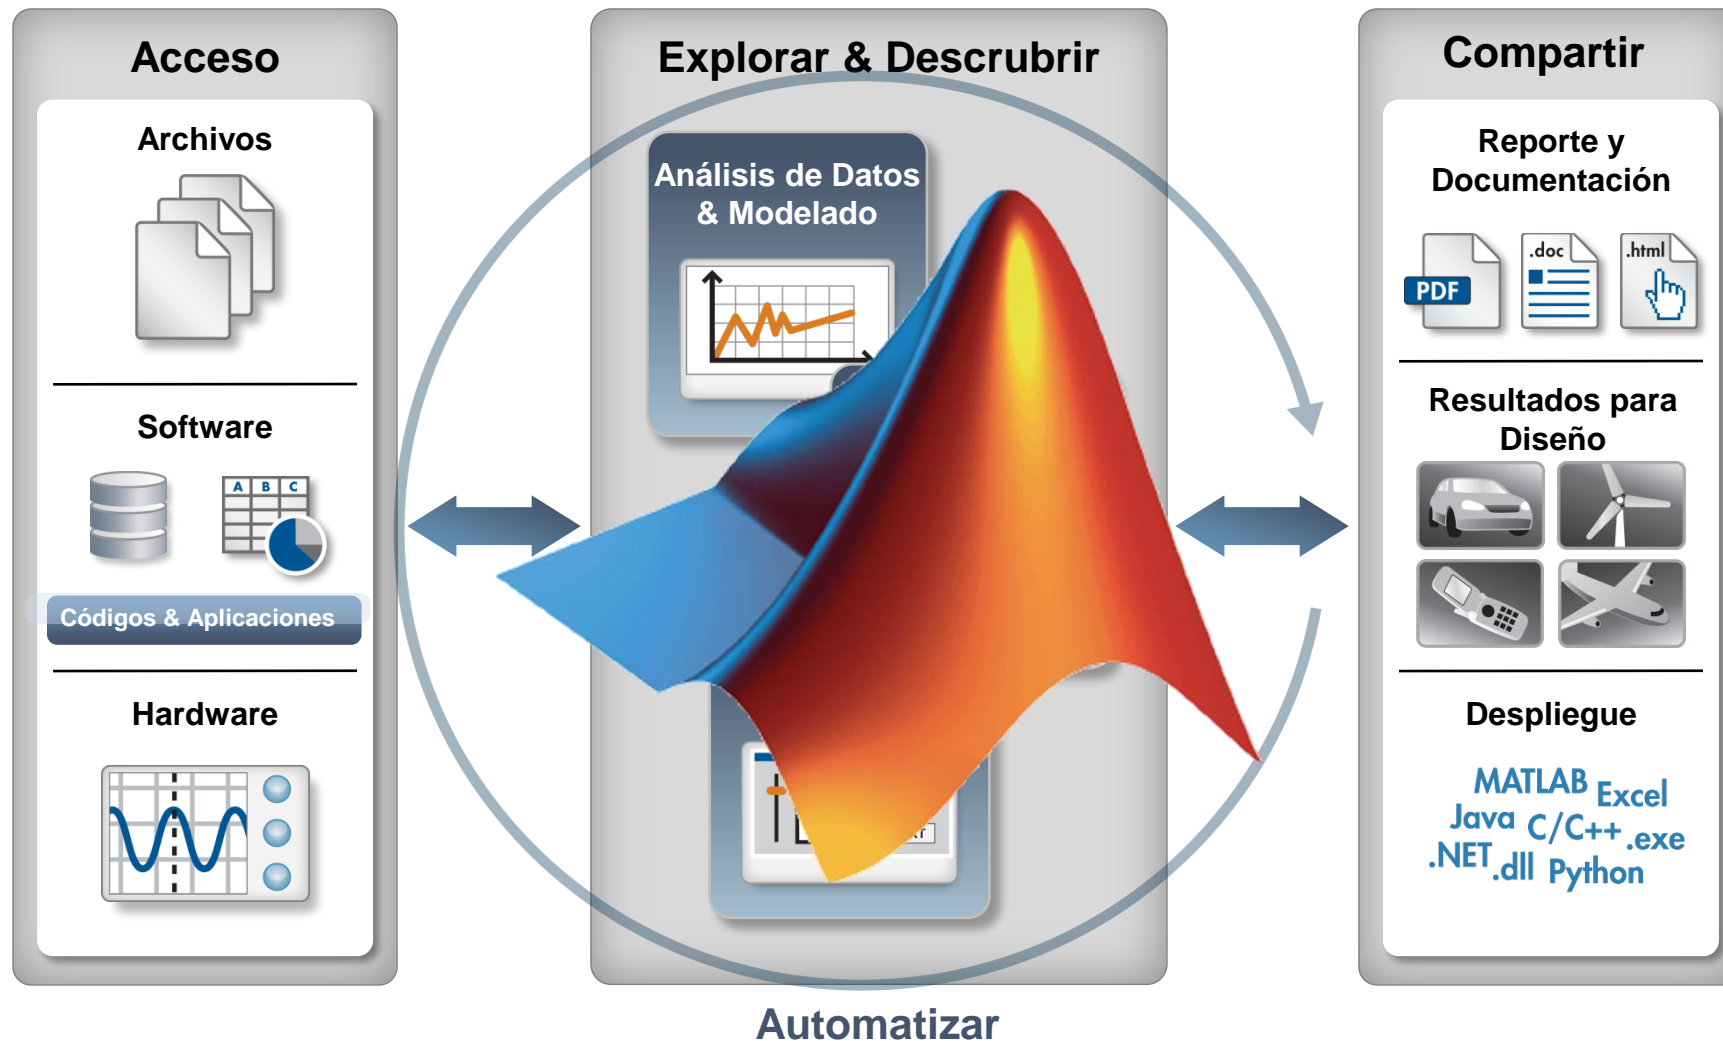 Acceso
Archivos
Software
A B C
Códigos & Aplicaciones
Hardware
Explorar & Descrubrir
Análisis de Datos
& Modelado
Automatizar
Compartir
Reporte y
Documentación
PDF
.doc
.html
Resultados para
Diseño
Despliegue
MATLAB Excel
Java C/C++ .exe
.NET .dll Python